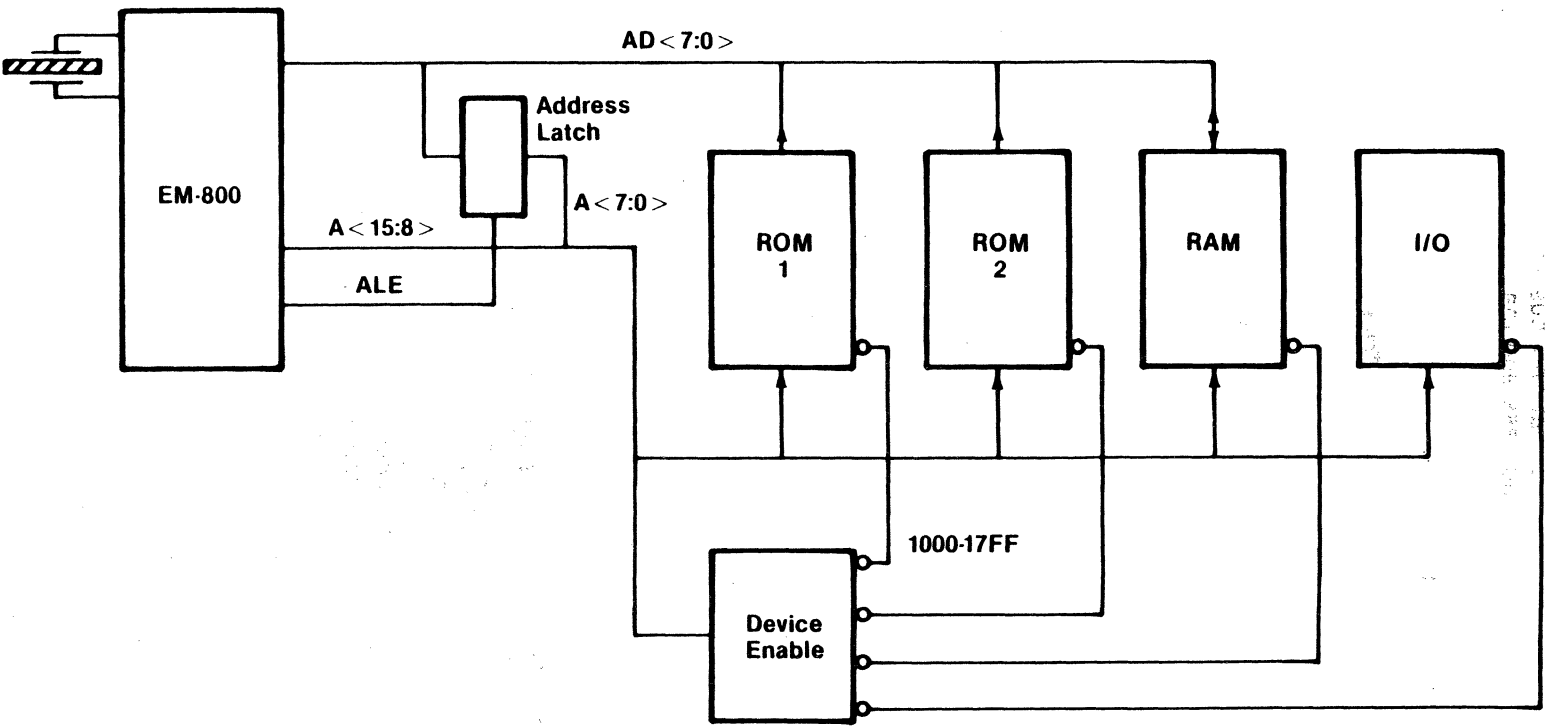 AD<7:0>
Address
Latch
EM-800
A<7:0>
A<15:8>
ALE
ROM
1
ROM
2
RAM
I/O
1000-17FF
Device
Enable